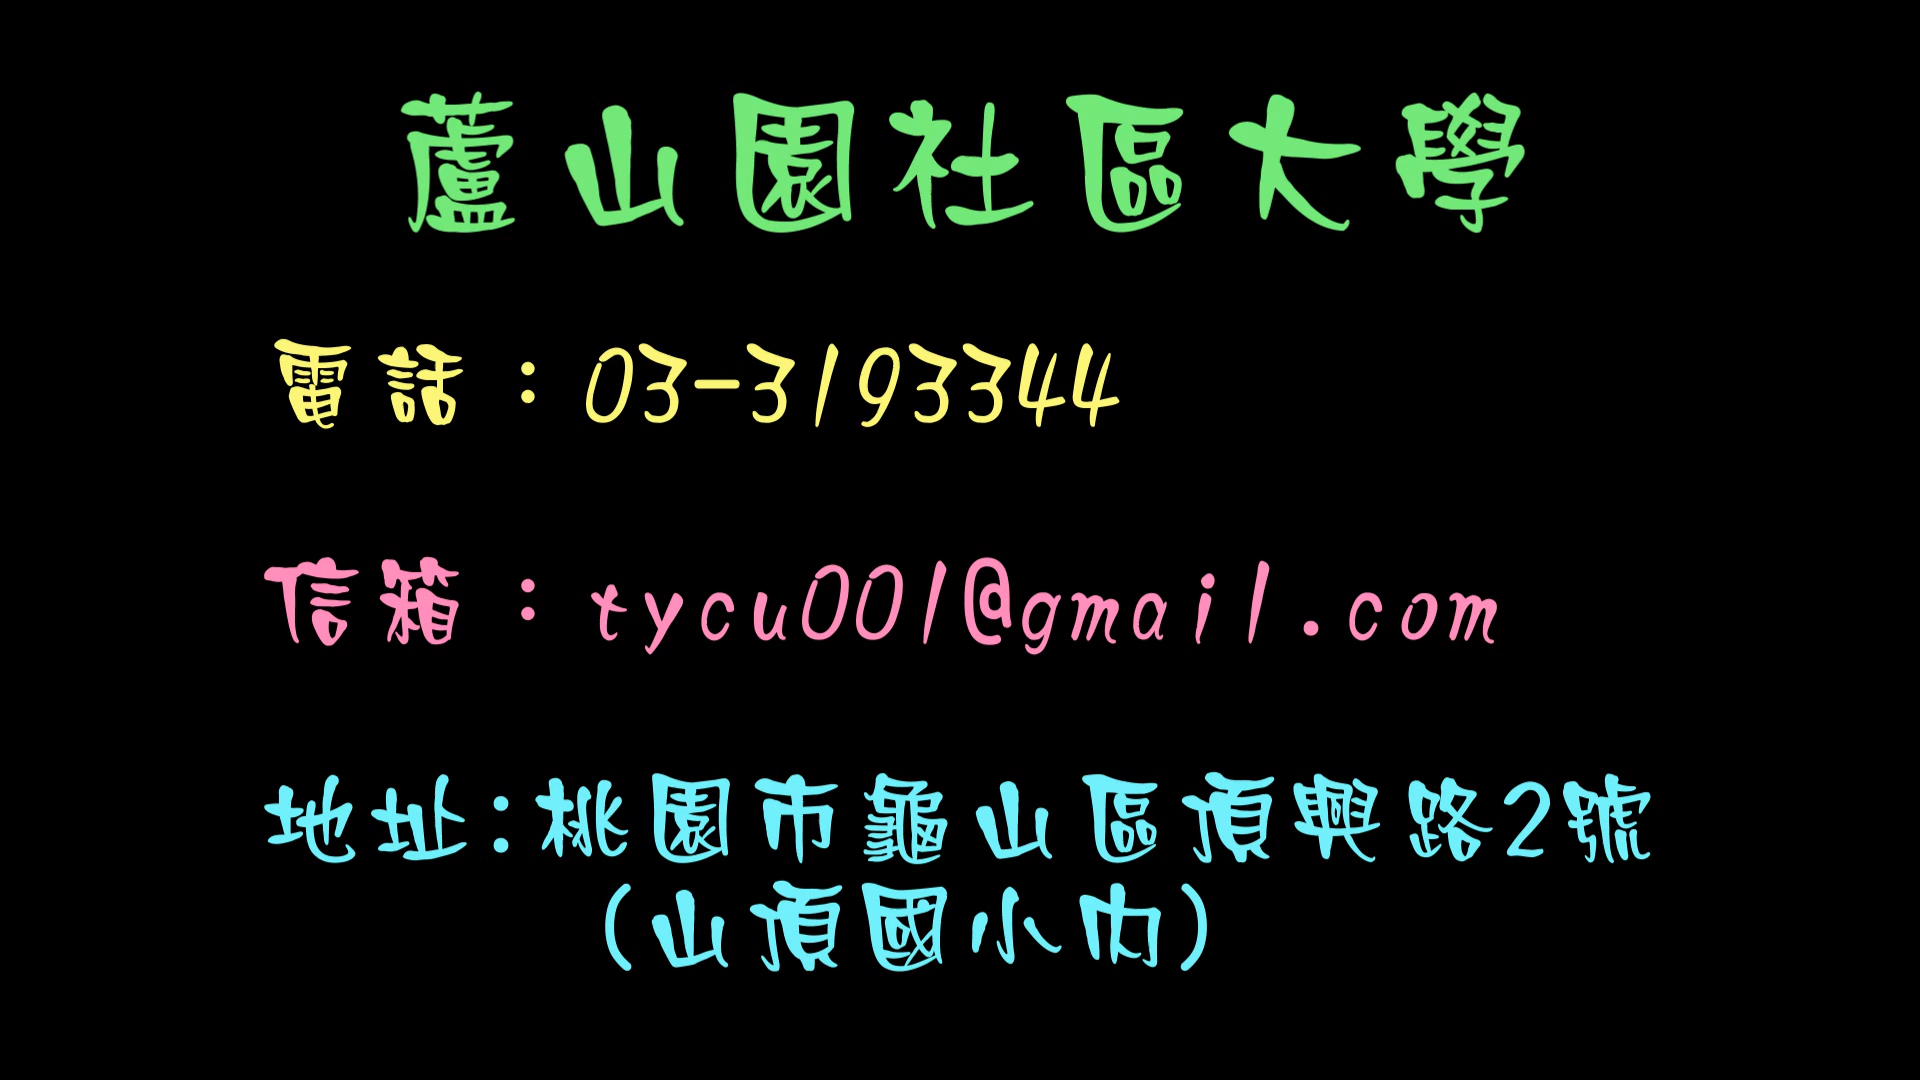 蘆山園社區大學
電話：03-3193344
信箱：tycu001@gmail.com
地址:桃園市龜山區頂興路2號
(山頂國小內)